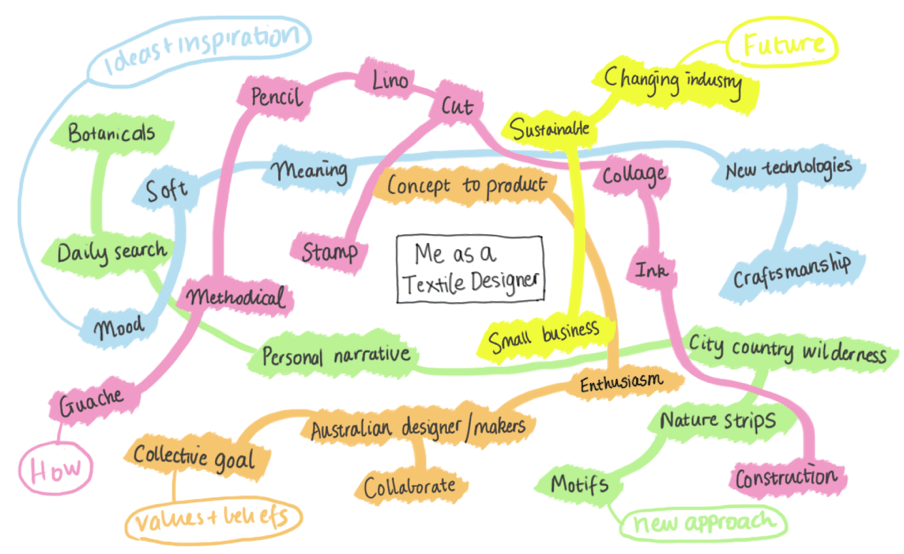 Ideas + inspiration
Future
Pencil
Lino
Cut
Changing industry
Botanicals
Sustainable
Soft
Meaning
Concept to product
Collage
New technologies
Daily search
Stamp
Me as a
Textile Designer
Ink
Craftsmanship
Methodical
Mood
Personal narrative
Small business
City country wilderness
Guache
Enthusiasm
Australian designer/makers
Nature strips
How
Collective goal
Collaborate
Motifs
Construction
values + beliefs
new approach